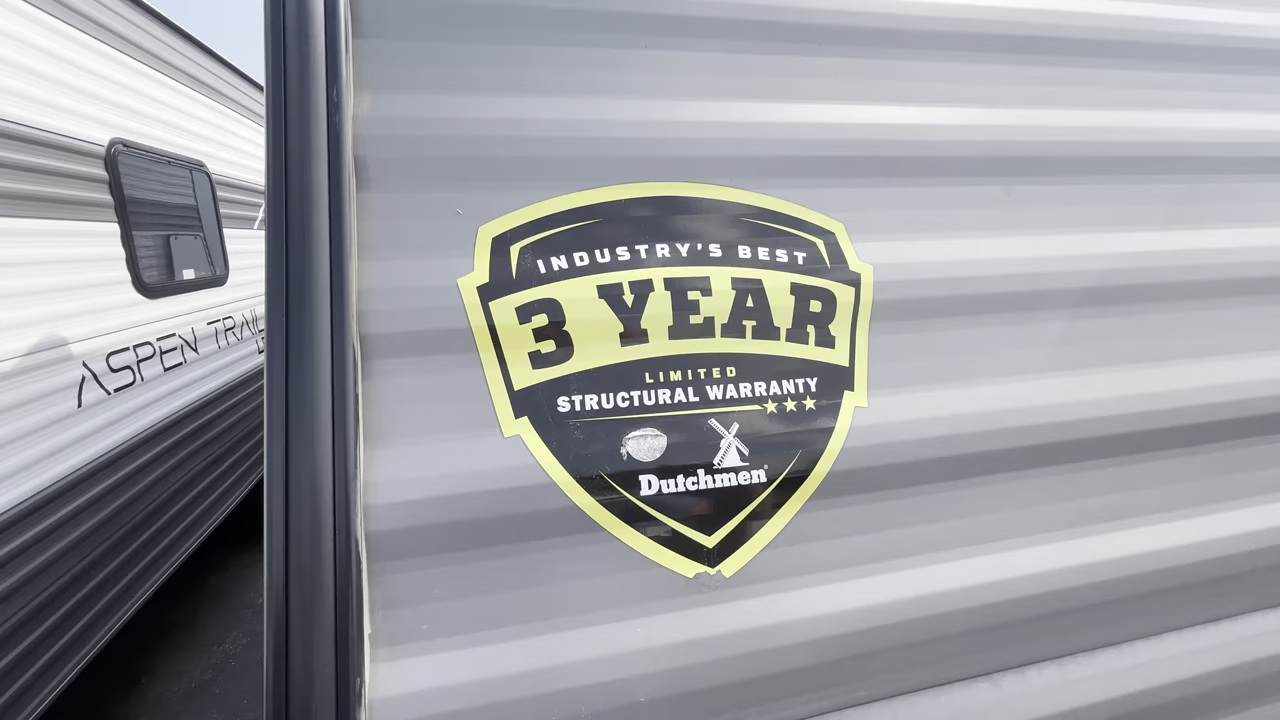 INDUSTRY'S BEST
3 YEAR
LIMITED
STRUCTURAL WARRANTY
Dutchmen
ASPEN TRAIL